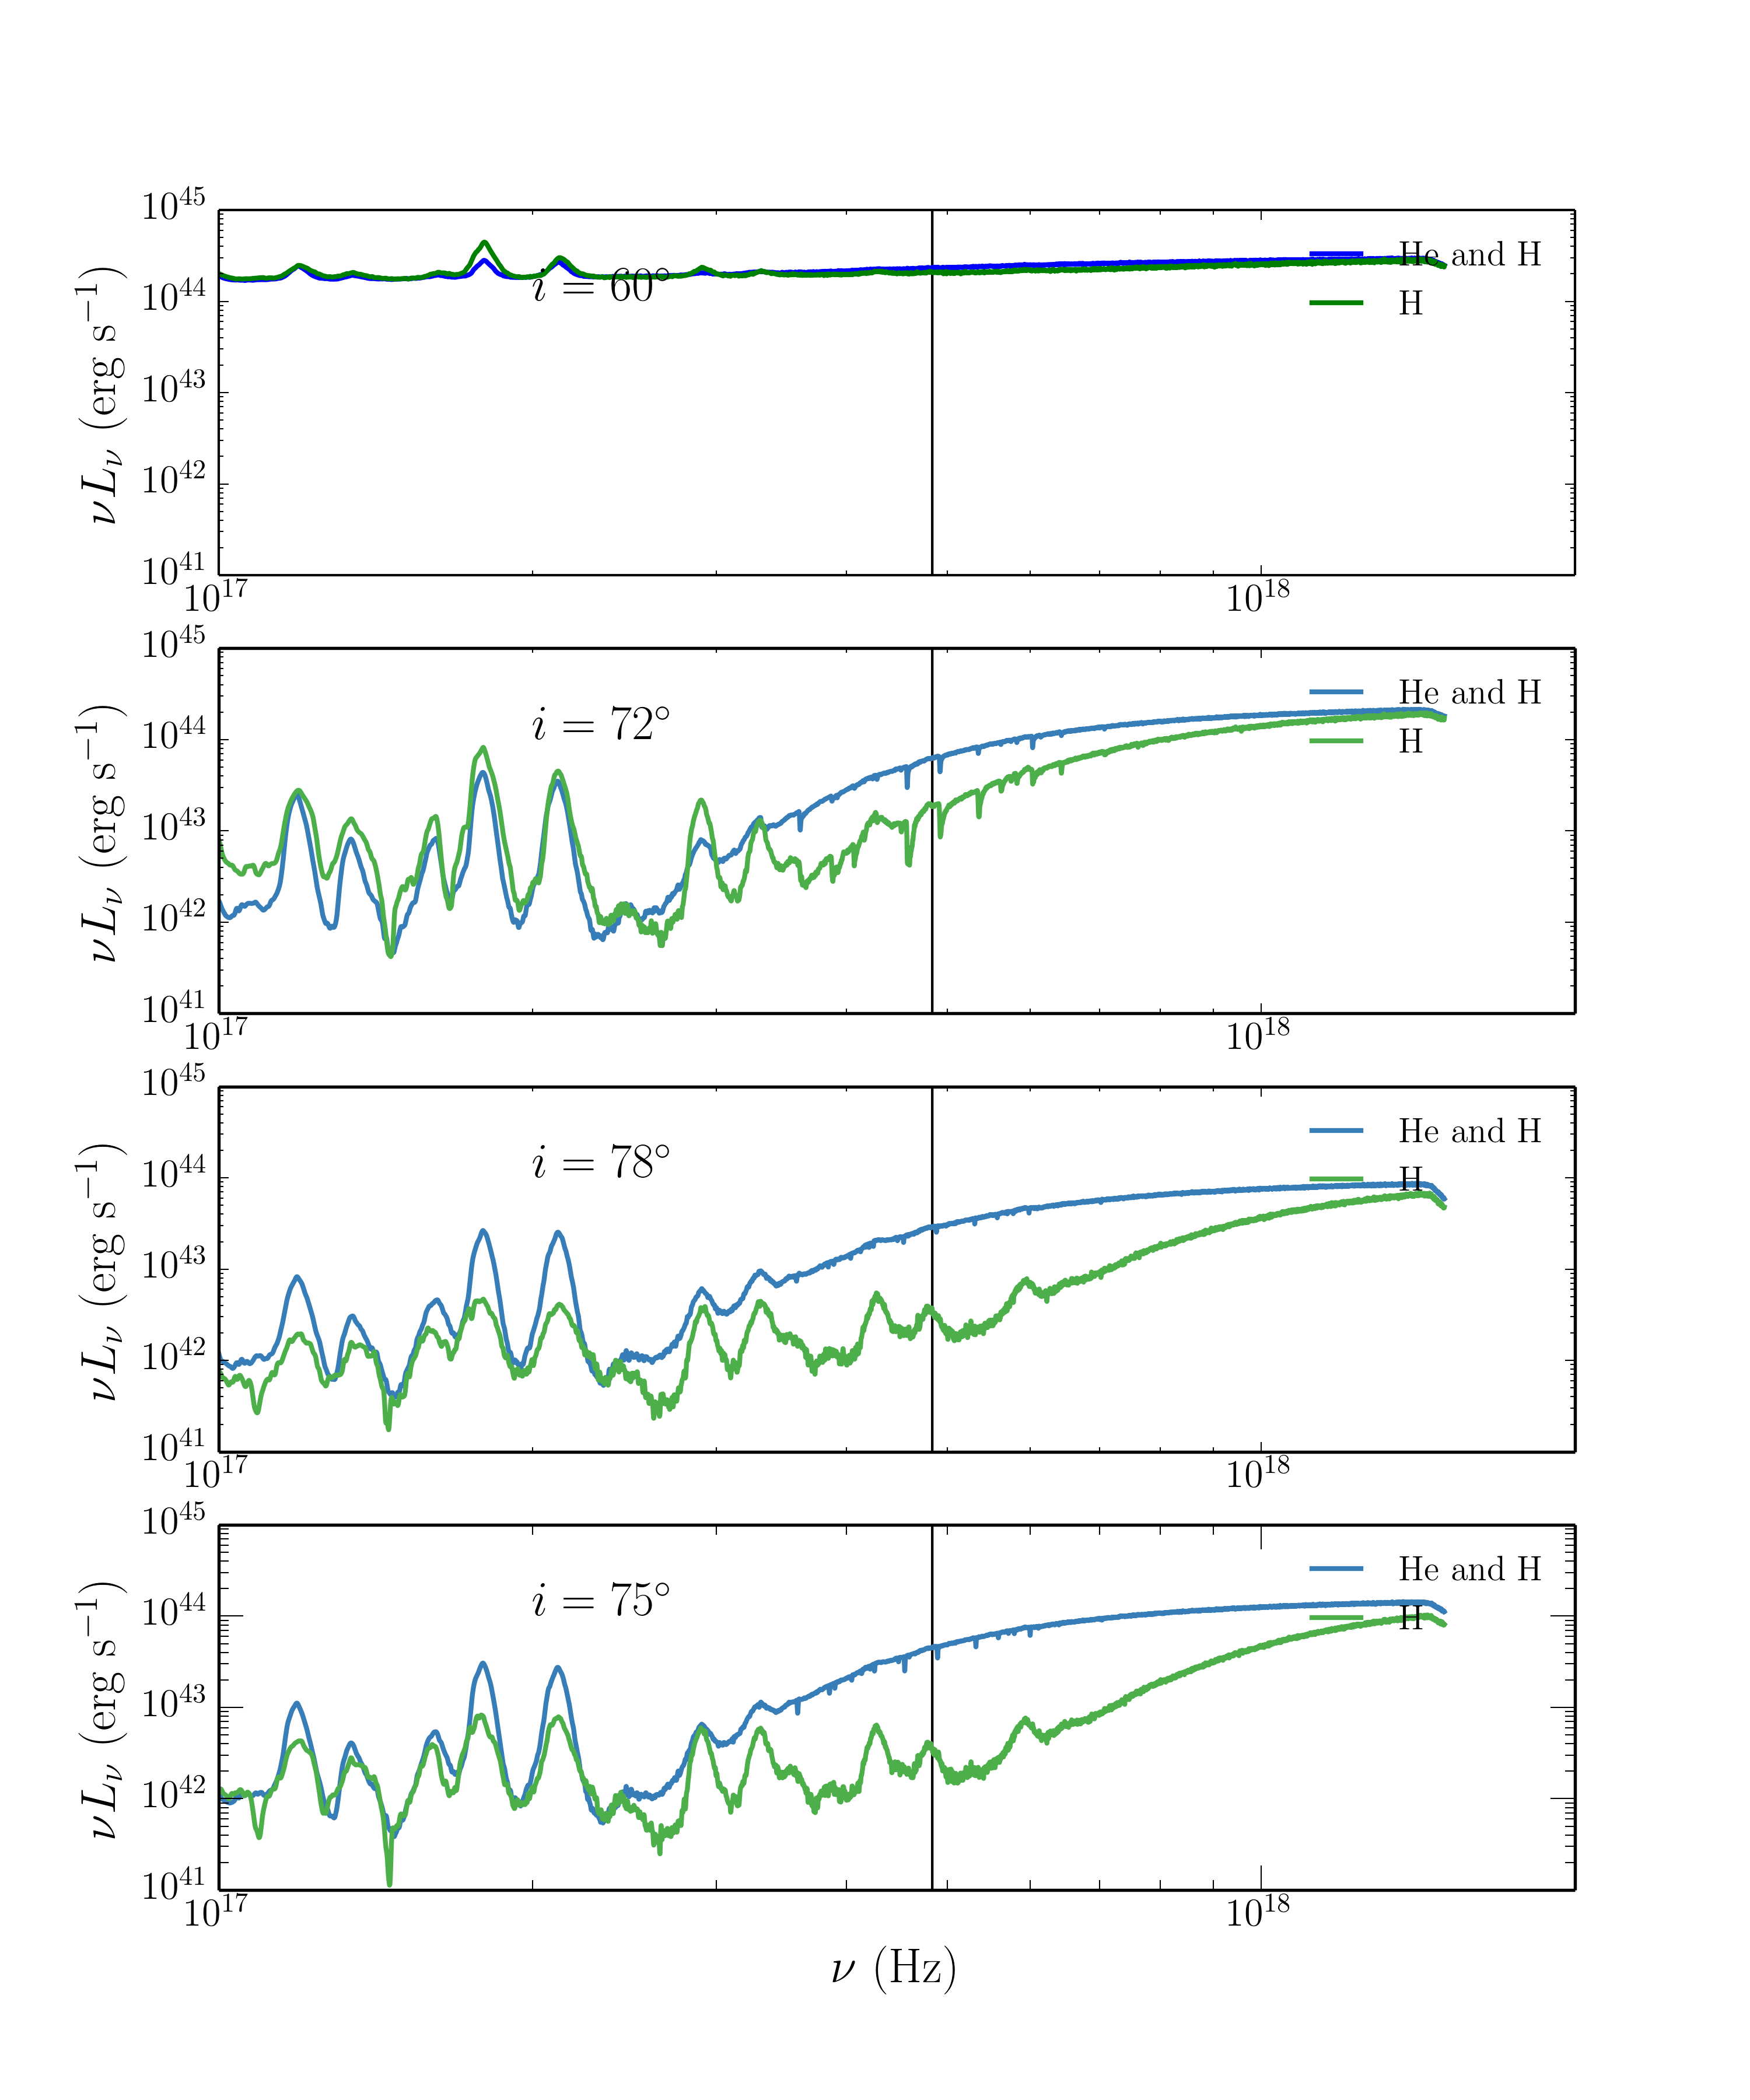 10^45
10^44
10^43
10^42
10^41
νL_ν (erg s^−1)
i = 60°
He and H
H
10^17
10^18
10^45
10^44
10^43
10^42
10^41
νL_ν (erg s^−1)
i = 72°
He and H
H
10^17
10^18
10^45
10^44
10^43
10^42
10^41
νL_ν (erg s^−1)
i = 78°
He and H
H
10^17
10^18
10^45
10^44
10^43
10^42
10^41
νL_ν (erg s^−1)
i = 75°
He and H
H
10^17
10^18
ν (Hz)